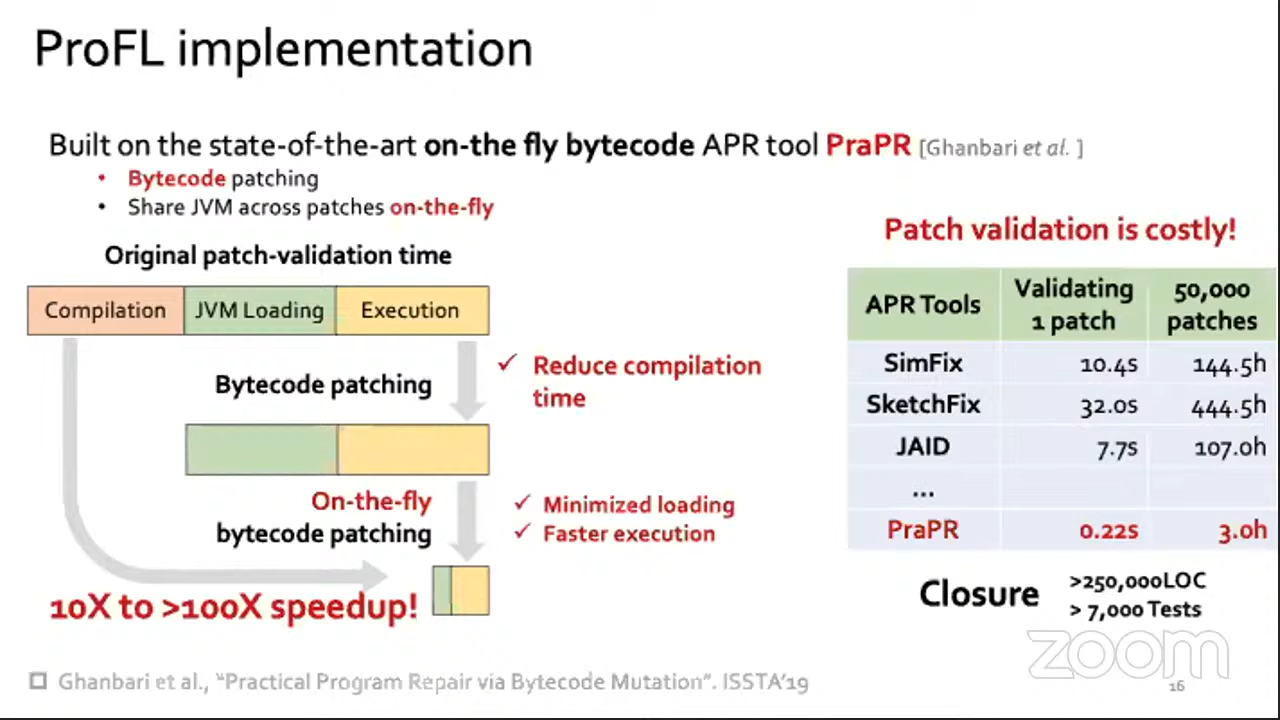 ProFL implementation
Built on the state-of-the-art on-the fly bytecode APR tool PraPR [Ghanbari et al. ]
• Bytecode patching
• Share JVM across patches on-the-fly
Original patch-validation time
Compilation JVM Loading Execution
Bytecode patching
✓ Reduce compilation
time
On-the-fly
bytecode patching
✓ Minimized loading
✓ Faster execution
10X to >100X speedup!
Patch validation is costly!
APR Tools Validating 1 patch 50,000 patches
SimFix 10.4s 144.5h
SketchFix 32.0s 444.5h
JAID 7.7s 107.0h
...
PraPR 0.22s 3.0h
Closure
>250,000LOC
> 7,000 Tests
zoom
Ghanbari et al., “Practical Program Repair via Bytecode Mutation”. ISSTA’19
16